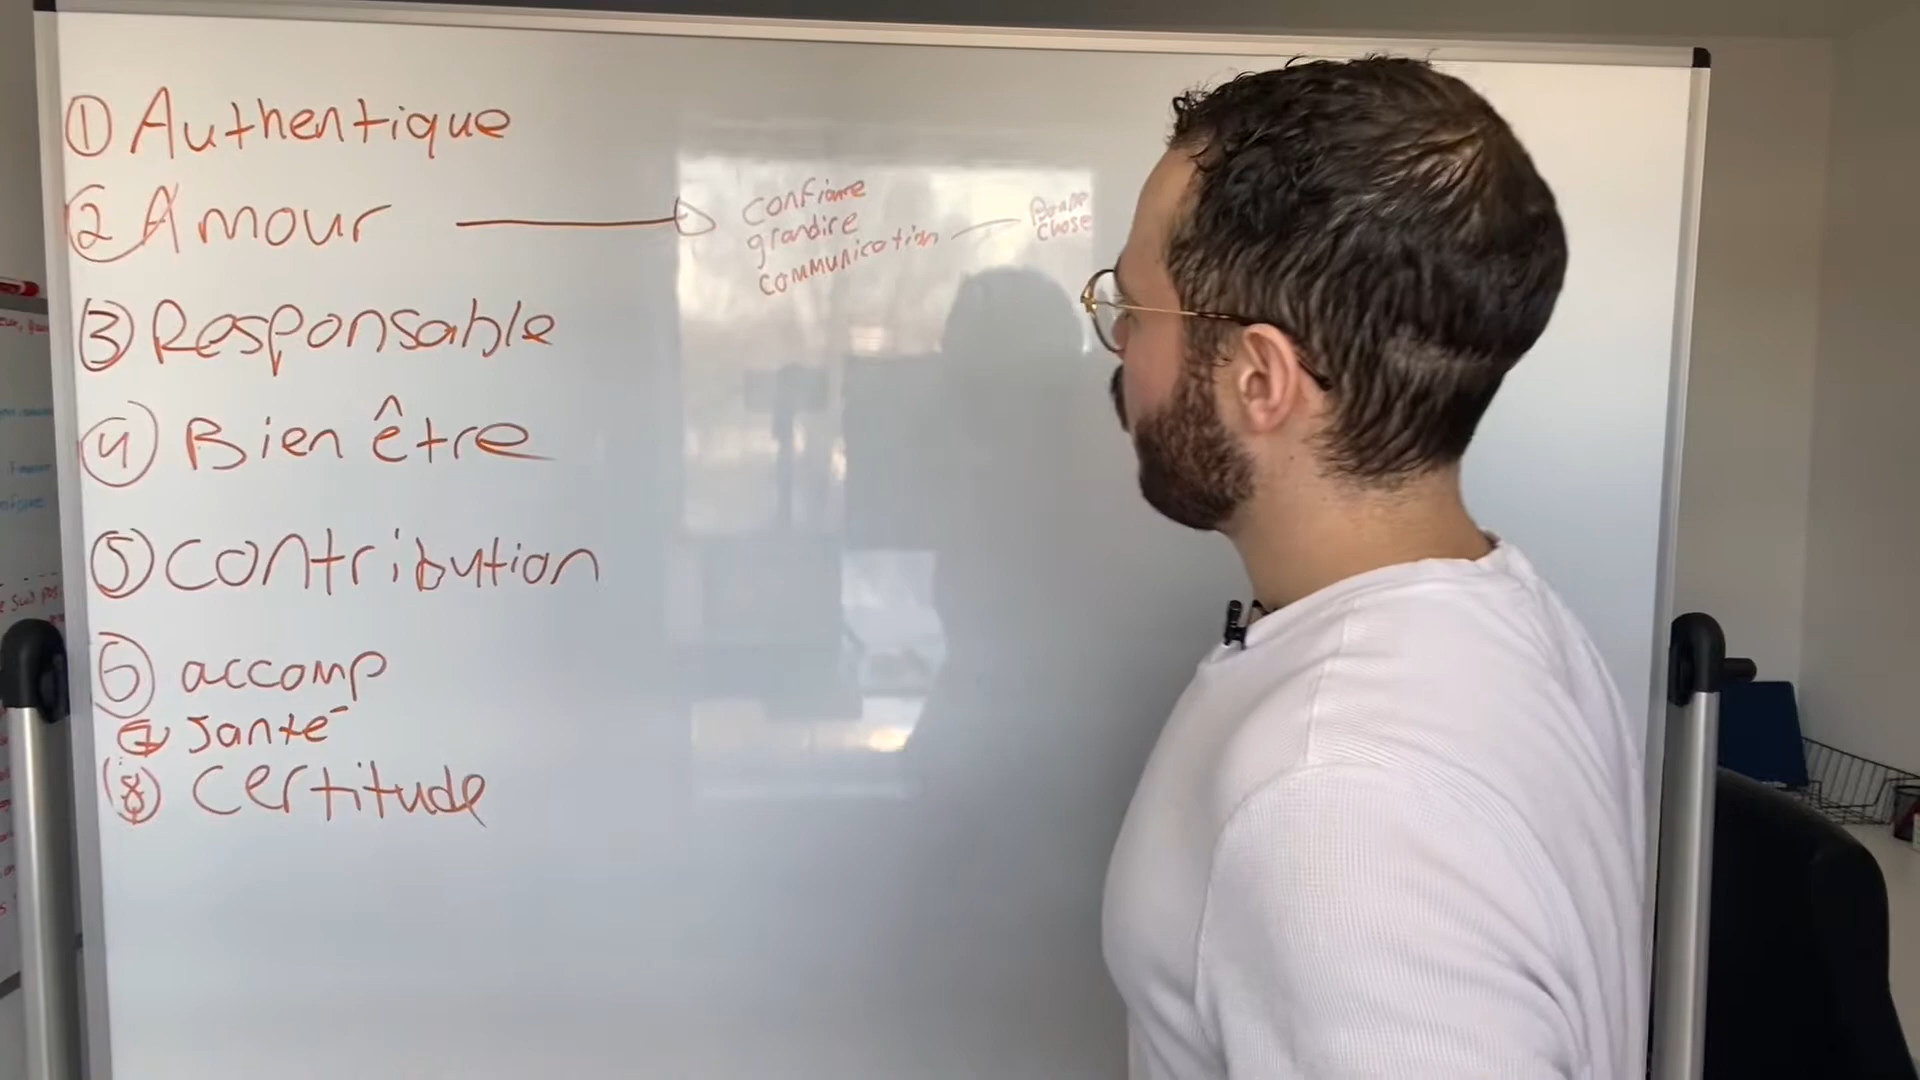 ① Authentique
② Amour
confiance
grandire
communication
chose
③ Responsable
④ Bien être
⑤ contribution
⑥ accomp
⑦ santé
⑧ certitude